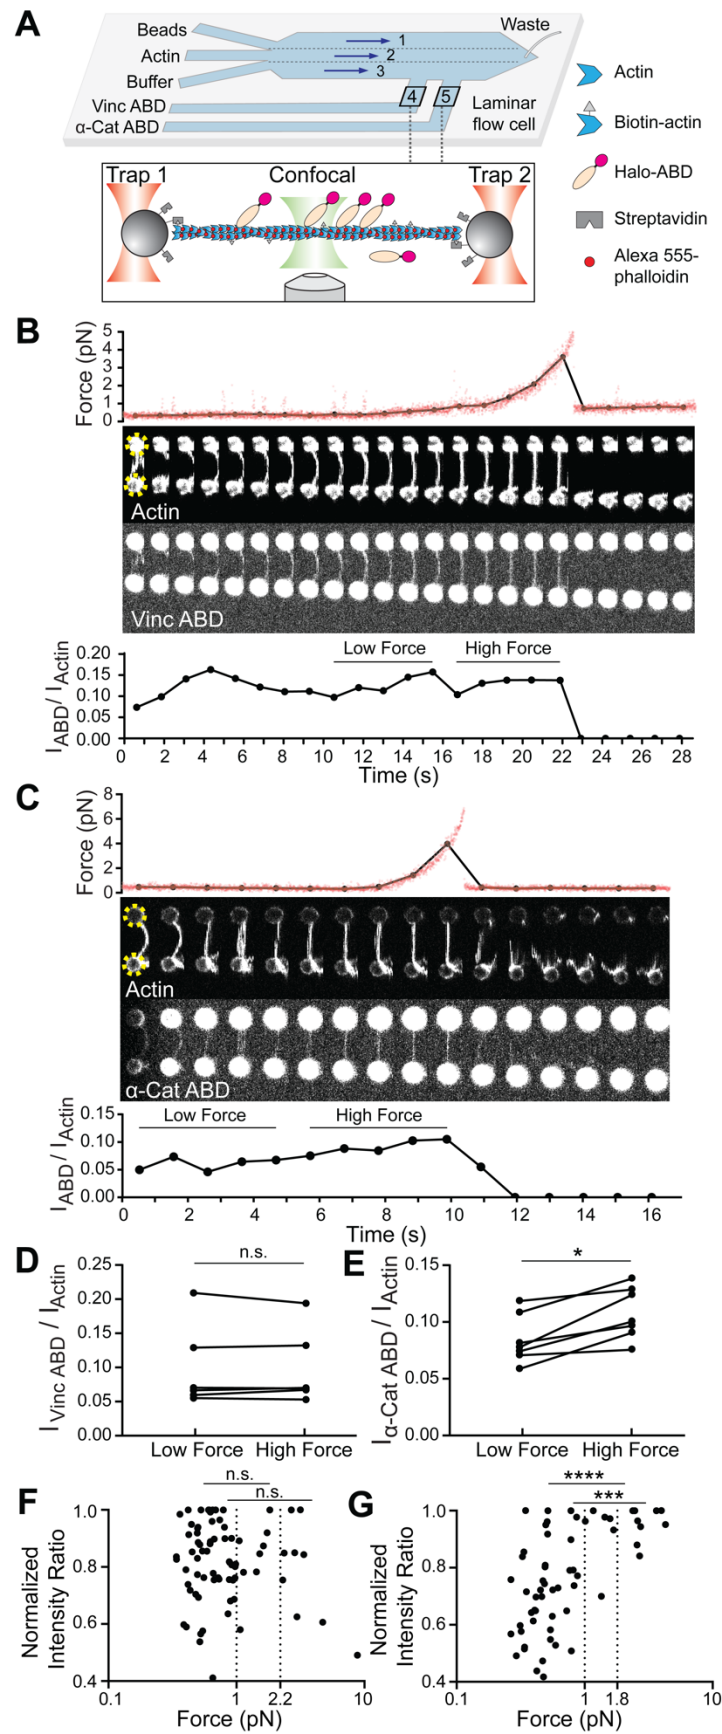 A
Beads
Actin
Buffer
Vinc ABD
α-Cat ABD
1
2
3
4
5
Waste
Laminar
flow cell
Trap 1
Confocal
Trap 2
Actin
Biotin-actin
Halo-ABD
Streptavidin
Alexa 555-
phalloidin
B
Force (pN)
5
4
3
2
1
0
Actin
Vinc ABD
I ABD / I Actin
0.20
0.15
0.10
0.05
0.00
Low Force
High Force
0 2 4 6 8 10 12 14 16 18 20 22 24 26 28
Time (s)
C
Force (pN)
8
6
4
2
0
Actin
α-Cat ABD
I ABD / I Actin
0.15
0.10
0.05
0.00
Low Force
High Force
0 2 4 6 8 10 12 14 16
Time (s)
D
I Vinc ABD / I Actin
0.25
0.20
0.15
0.10
0.05
0.00
n.s.
Low Force High Force
E
I α-Cat ABD / I Actin
0.15
0.10
0.05
0.00
*
Low Force High Force
F
Normalized
Intensity Ratio
n.s.
n.s.
1.0
0.8
0.6
0.4
0.1 1 2.2 10
Force (pN)
G
Normalized
Intensity Ratio
****
***
1.0
0.8
0.6
0.4
0.1 1 1.8 10
Force (pN)